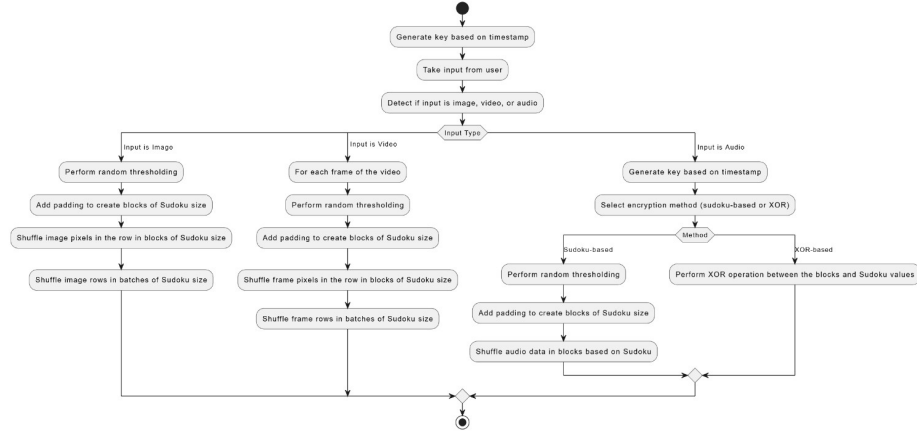 Generate key based on timestamp
Take input from user
Detect if input is image, video, or audio
Input Type
Input is Image
Perform random thresholding
Add padding to create blocks of Sudoku size
Shuffle image pixels in the row in blocks of Sudoku size
Shuffle image rows in batches of Sudoku size
Input is Video
For each frame of the video
Perform random thresholding
Add padding to create blocks of Sudoku size
Shuffle frame pixels in the row in blocks of Sudoku size
Shuffle frame rows in batches of Sudoku size
Input is Audio
Generate key based on timestamp
Select encryption method (sudoku-based or XOR)
Method
Sudoku-based
Perform random thresholding
Add padding to create blocks of Sudoku size
Shuffle audio data in blocks based on Sudoku
XOR-based
Perform XOR operation between the blocks and Sudoku values